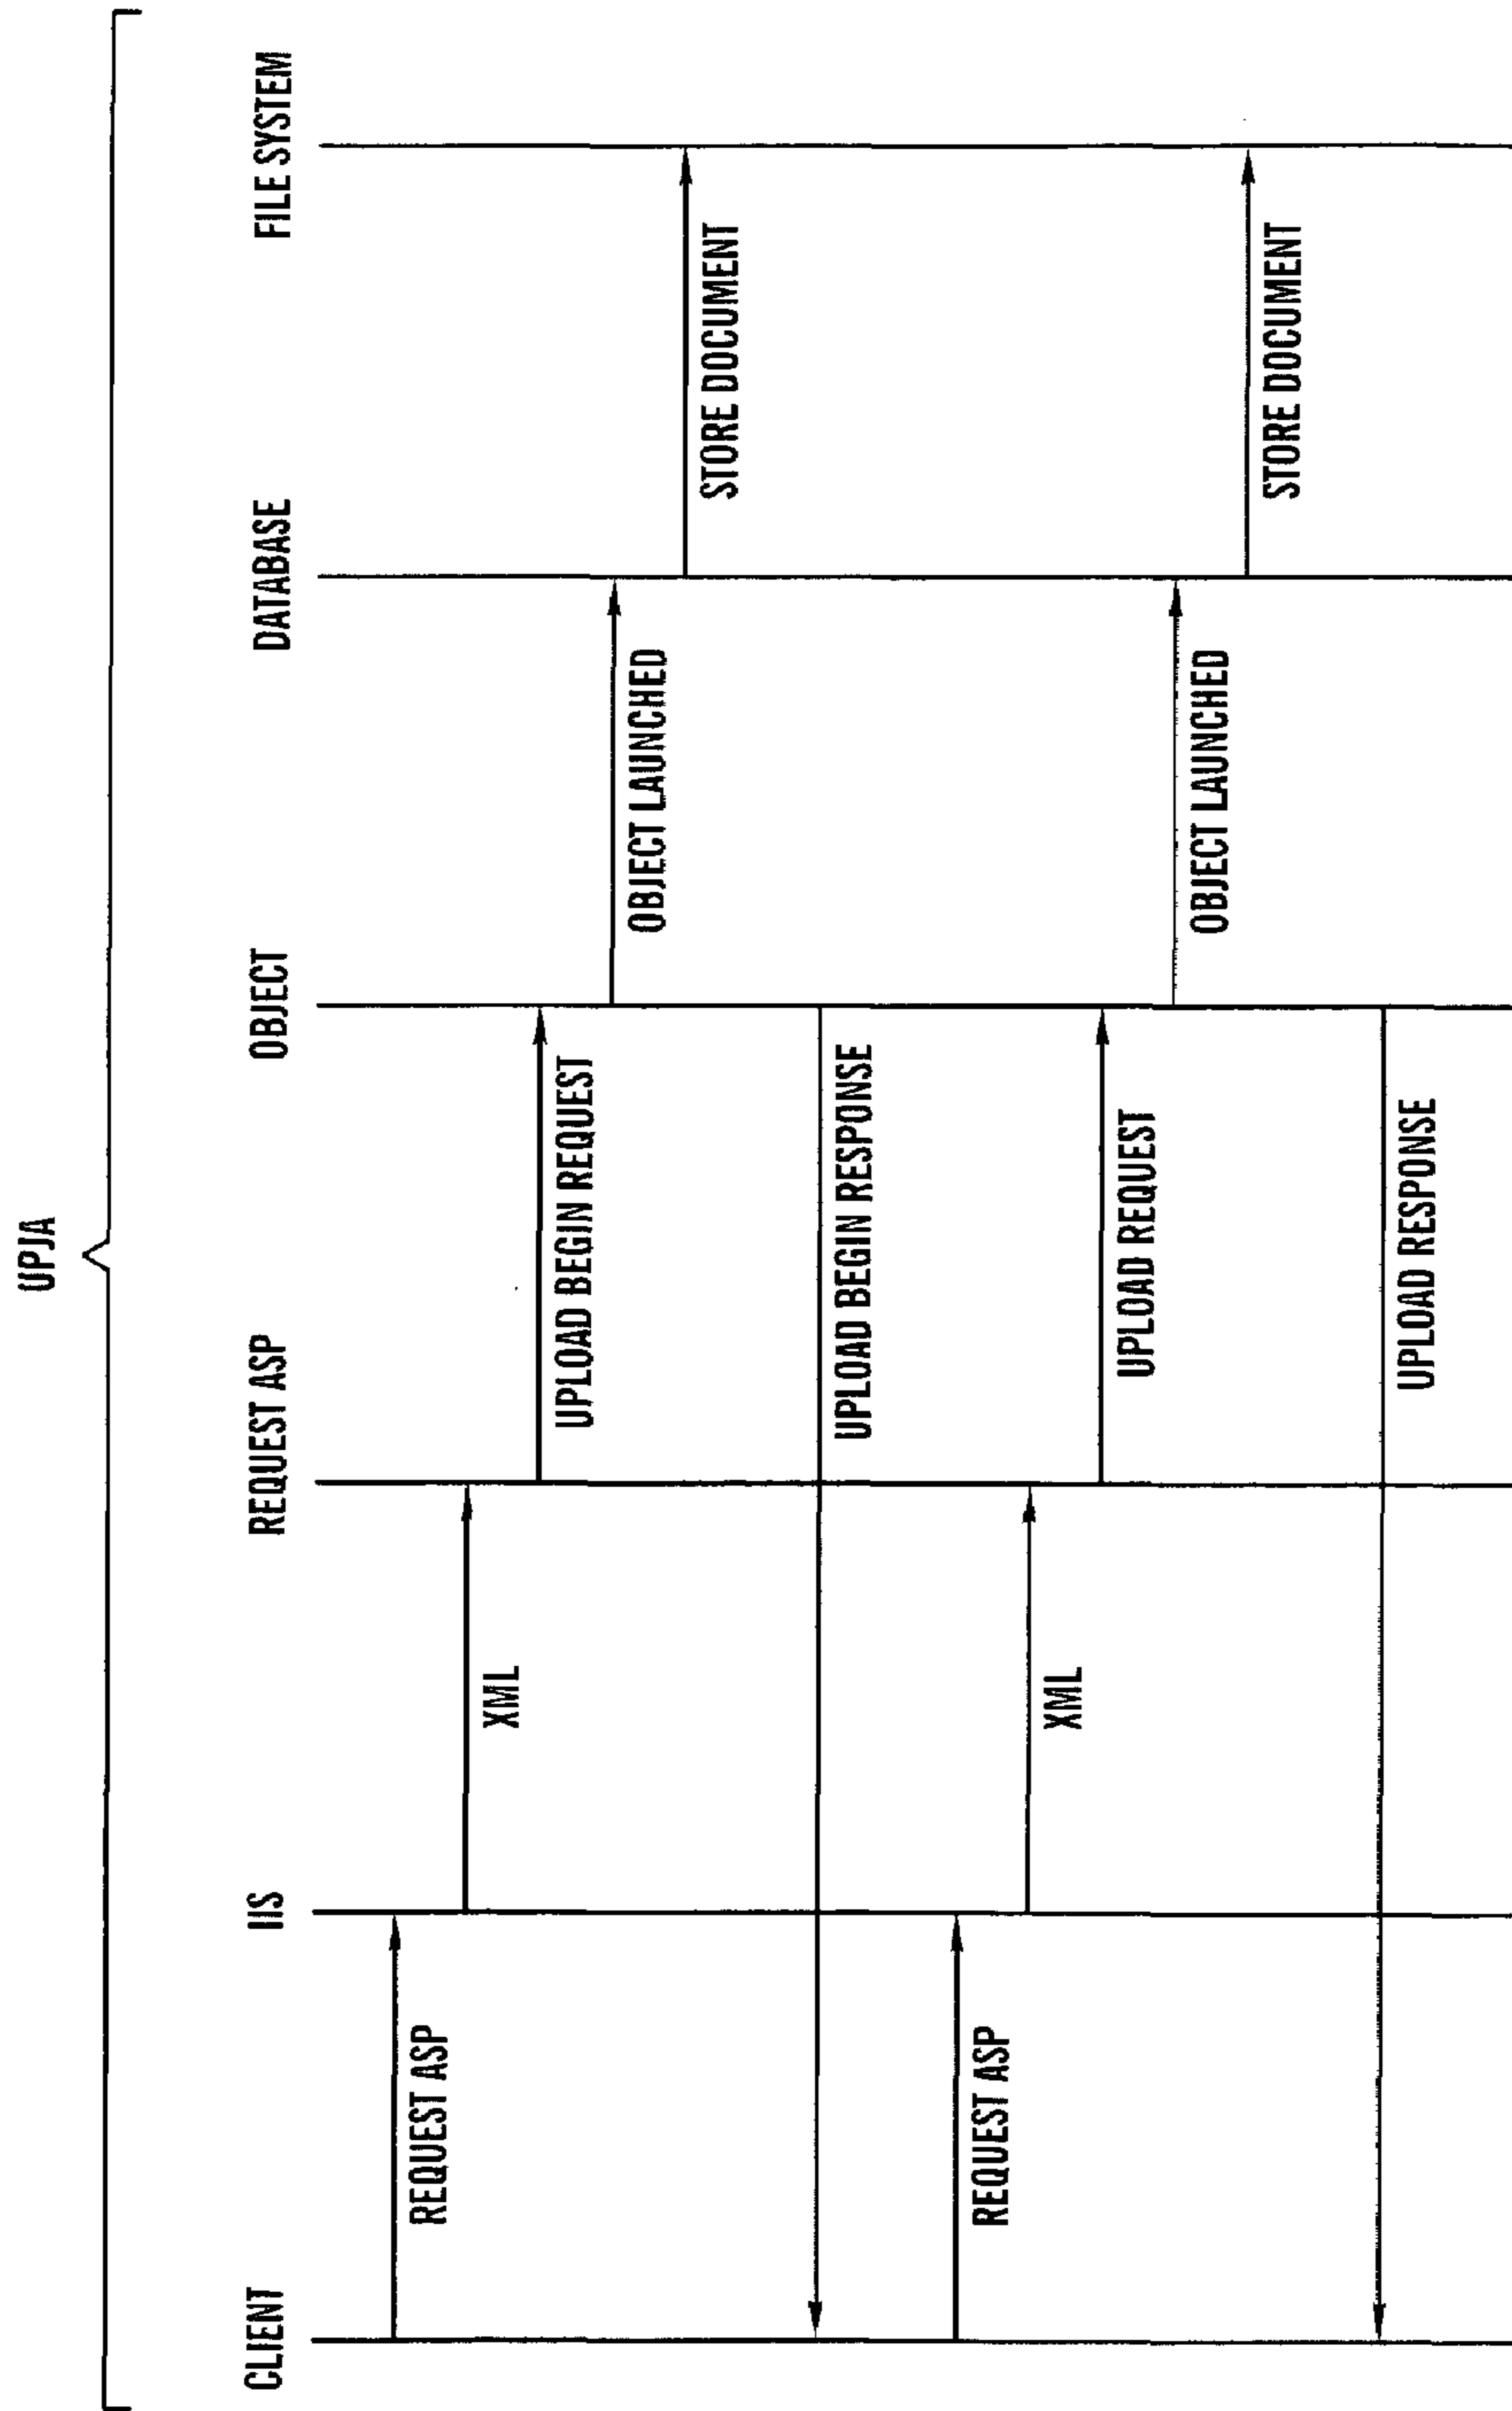 UPJA
CLIENT
IIS
REQUEST ASP
OBJECT
DATABASE
FILE SYSTEM
REQUEST ASP
XML
UPLOAD BEGIN REQUEST
OBJECT LAUNCHED
STORE DOCUMENT
UPLOAD BEGIN RESPONSE
REQUEST ASP
XML
UPLOAD REQUEST
OBJECT LAUNCHED
STORE DOCUMENT
UPLOAD RESPONSE